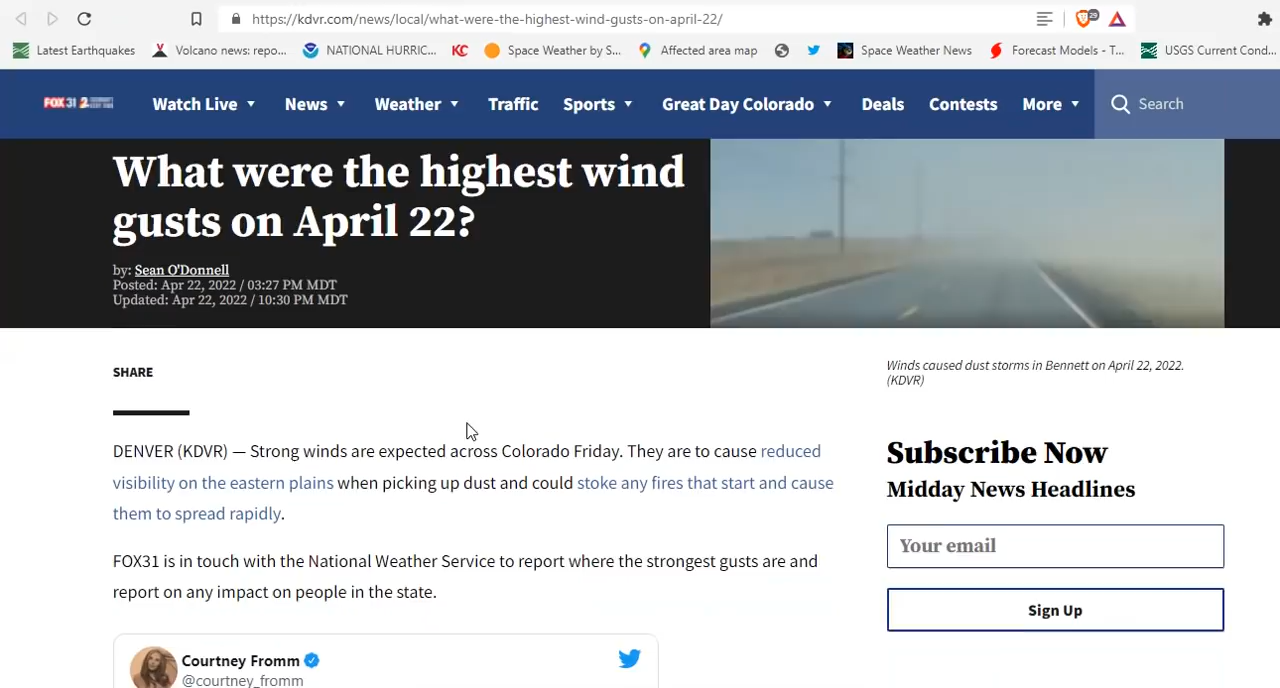 https://kdvr.com/news/local/what-were-the-highest-wind-gusts-on-april-22/
29
Latest Earthquakes Volcano news: repo... NATIONAL HURRIC... KC Space Weather by S... Affected area map Space Weather News Forecast Models - T... USGS Current Cond...
FOX31 2 Watch Live News Weather Traffic Sports Great Day Colorado Deals Contests More Search
What were the highest wind
gusts on April 22?
by: Sean O'Donnell
Posted: Apr 22, 2022 / 03:27 PM MDT
Updated: Apr 22, 2022 / 10:30 PM MDT
SHARE
DENVER (KDVR) — Strong winds are expected across Colorado Friday. They are to cause reduced
visibility on the eastern plains when picking up dust and could stoke any fires that start and cause
them to spread rapidly.
FOX31 is in touch with the National Weather Service to report where the strongest gusts are and
report on any impact on people in the state.
Courtney Fromm
@courtney_fromm
Winds caused dust storms in Bennett on April 22, 2022.
(KDVR)
Subscribe Now
Midday News Headlines
Your email
Sign Up